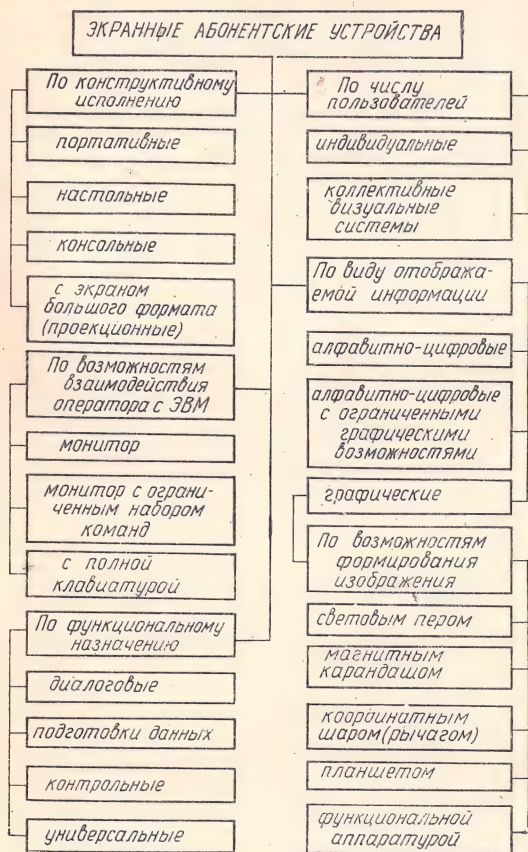 ЭКРАННЫЕ АБОНЕНТСКИЕ УСТРОЙСТВА
По конструктивному
исполнению
портативные
настольные
консольные
с экраном
большого формата
(проекционные)
По возможностям
взаимодействия
оператора с ЭВМ
монитор
монитор с ограни-
ченным набором
команд
с полной
клавиатурой
По функциональному
назначению
диалоговые
подготовки данных
контрольные
универсальные
По числу
пользователей
индивидуальные
коллективные
визуальные
системы
По виду отобража-
емой информации
алфавитно-цифровые
алфавитно-цифровые
с ограниченными
графическими
возможностями
графические
По возможностям
формирования
изображения
световым пером
магнитным
карандашом
координатным
шаром (рычагом)
планшетом
функциональной
аппаратурой